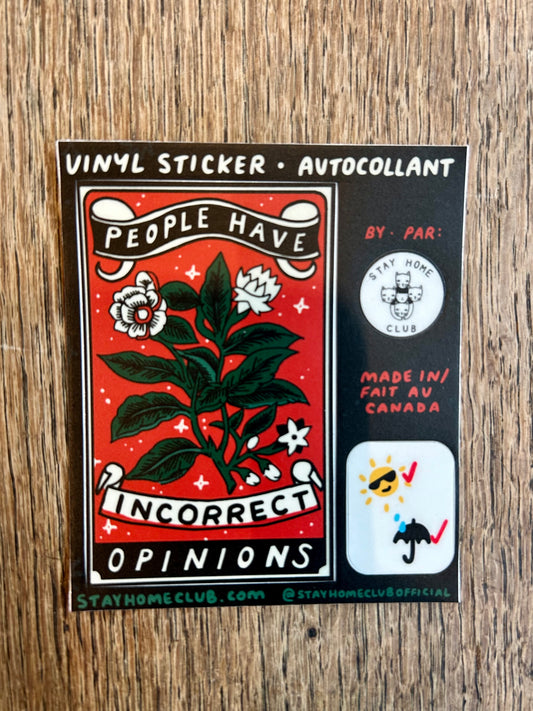 VINYL STICKER • AUTOCOLLANT
PEOPLE HAVE
INCORRECT
OPINIONS
BY • PAR:
STAY HOME
CLUB
MADE IN/
FAIT AU
CANADA
STAYHOMECLUB.COM @STAYHOMECLUBOFFICIAL